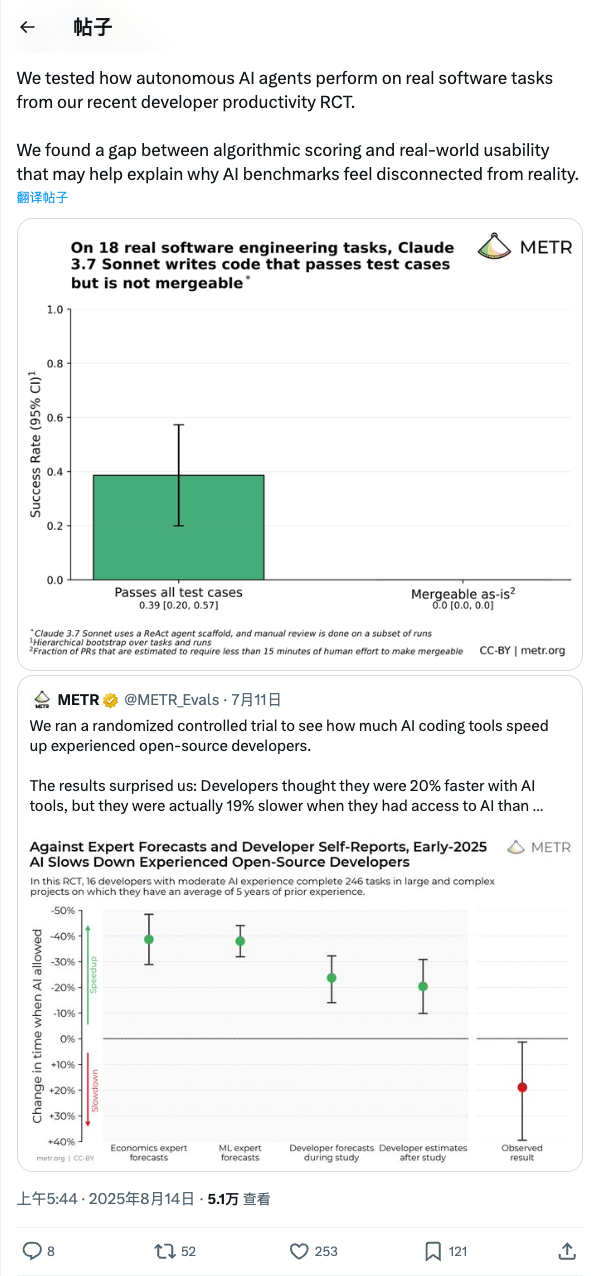 帖子
We tested how autonomous AI agents perform on real software tasks
from our recent developer productivity RCT.
We found a gap between algorithmic scoring and real-world usability
that may help explain why AI benchmarks feel disconnected from reality.
翻译帖子
On 18 real software engineering tasks, Claude
3.7 Sonnet writes code that passes test cases
but is not mergeable*
METR
Success Rate (95% CI)¹
1.0
0.8
0.6
0.4
0.2
0.0
Passes all test cases
0.39 [0.20, 0.57]
Mergeable as-is²
0.0 [0.0, 0.0]
*Claude 3.7 Sonnet uses a ReAct agent scaffold, and manual review is done on a subset of runs
¹Hierarchical bootstrap over tasks and runs
²Fraction of PRs that are estimated to require less than 15 minutes of human effort to make mergeable
CC-BY | metr.org
METR @METR_Evals · 7月11日
We ran a randomized controlled trial to see how much AI coding tools speed
up experienced open-source developers.
The results surprised us: Developers thought they were 20% faster with AI
tools, but they were actually 19% slower when they had access to AI than ...
Against Expert Forecasts and Developer Self-Reports, Early-2025
AI Slows Down Experienced Open-Source Developers
METR
In this RCT, 16 developers with moderate AI experience complete 246 tasks in large and complex
projects on which they have an average of 5 years of prior experience.
Change in time when AI allowed
-50%
-40%
-30%
-20%
-10%
0%
+10%
+20%
+30%
+40%
Speedup
Slowdown
Economics expert
forecasts
ML expert
forecasts
Developer forecasts
during study
Developer estimates
after study
Observed
result
metr.org | CC-BY
上午5:44 · 2025年8月14日 · 5.1万 查看
8
52
253
121